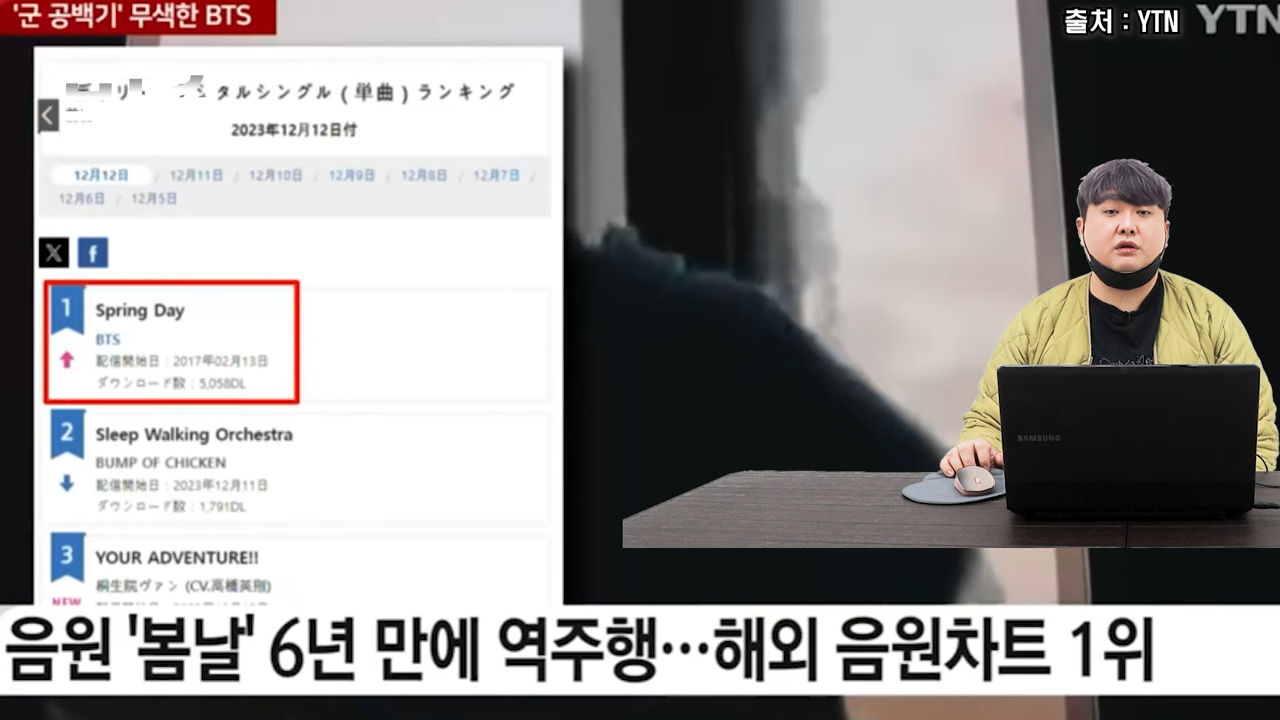 '군 공백기' 무색한 BTS
출처 : YTN
YTN
タルシングル ( 単曲 ) ランキング
2023年12月12日付
12月12日 / 12月11日 / 12月10日 / 12月9日 / 12月8日 / 12月7日 /
12月6日 / 12月5日
X f
1 Spring Day
BTS
配信開始日 : 2017年02月13日
ダウンロード数 : 5,058DL
2 Sleep Walking Orchestra
BUMP OF CHICKEN
配信開始日 : 2023年12月11日
ダウンロード数 : 1,791DL
3 YOUR ADVENTURE!!
NEW
桐生院ヴァン (CV.高橋英則)
SAMSUNG
음원 '봄날' 6년 만에 역주행…해외 음원차트 1위